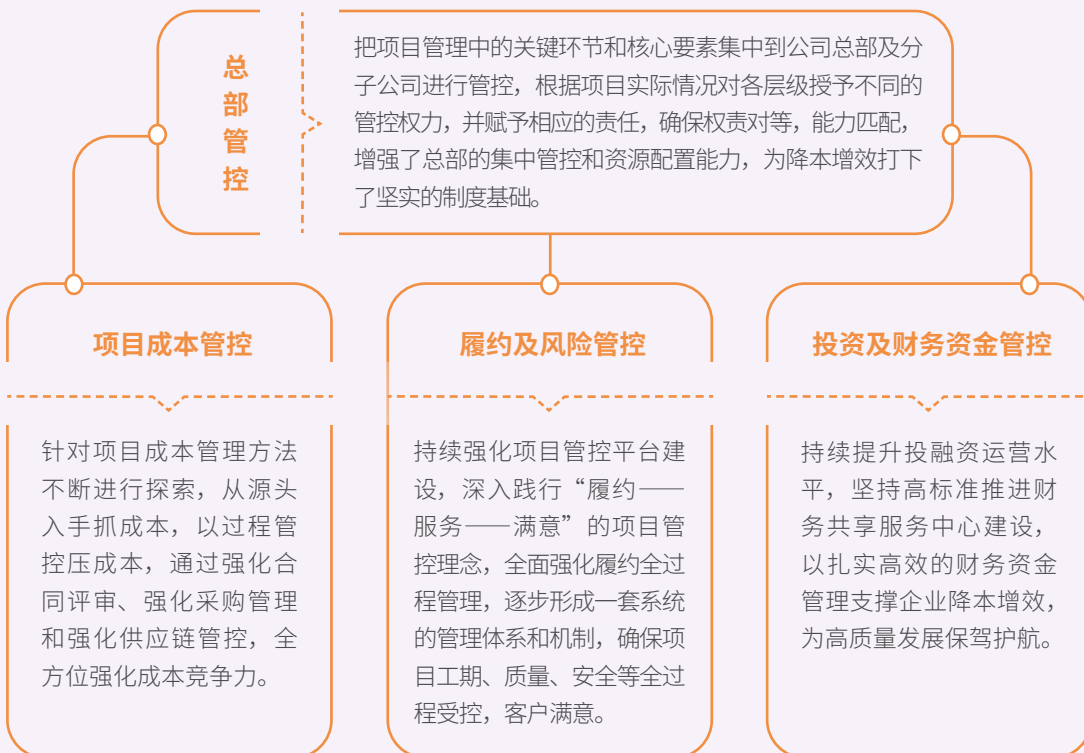 总部管控
把项目管理中的关键环节和核心要素集中到公司总部及分
子公司进行管控，根据项目实际情况对各层级授予不同的
管控权力，并赋予相应的责任，确保权责对等，能力匹配，
增强了总部的集中管控和资源配置能力，为降本增效打下
了坚实的制度基础。
项目成本管控
针对项目成本管理方法
不断进行探索，从源头
入手抓成本，以过程管
控压成本，通过强化合
同评审、强化采购管理
和强化供应链管控，全
方位强化成本竞争力。
履约及风险管控
持续强化项目管控平台建
设，深入践行“履约——
服务——满意”的项目管
控理念，全面强化履约全过
程管理，逐步形成一套系统
的管理体系和机制，确保项
目工期、质量、安全等全过
程受控，客户满意。
投资及财务资金管控
持续提升投融资运营水
平，坚持高标准推进财
务共享服务中心建设，
以扎实高效的财务资金
管理支撑企业降本增效，
为高质量发展保驾护航。